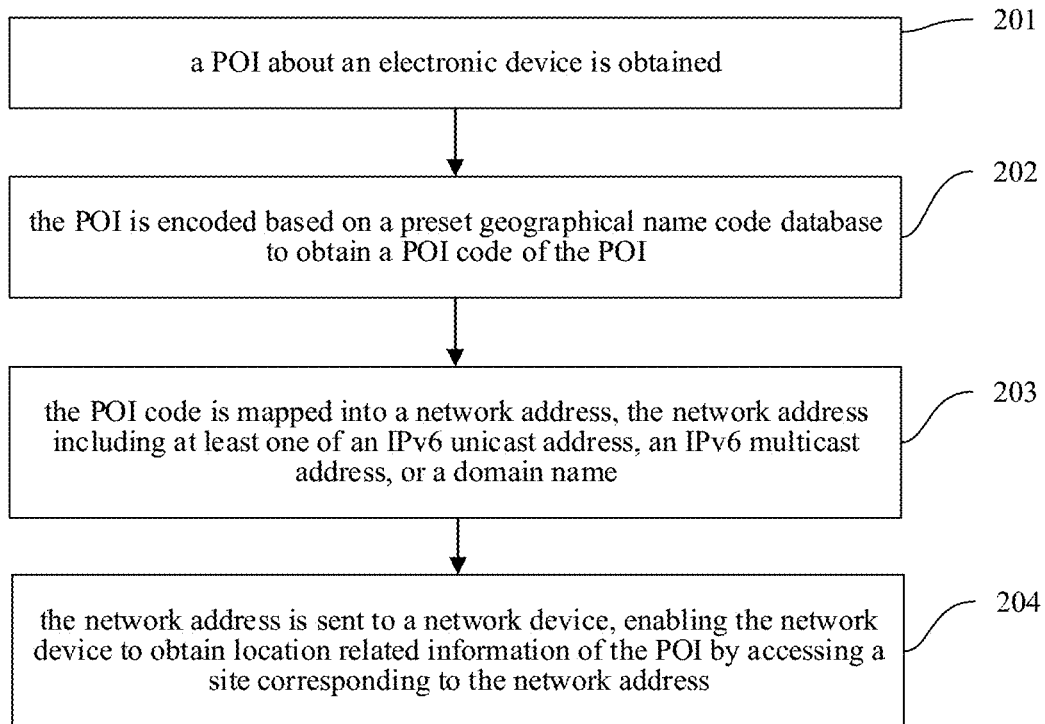 201
a POI about an electronic device is obtained
202
the POI is encoded based on a preset geographical name code database
to obtain a POI code of the POI
203
the POI code is mapped into a network address, the network address
including at least one of an IPv6 unicast address, an IPv6 multicast
address, or a domain name
204
the network address is sent to a network device, enabling the network
device to obtain location related information of the POI by accessing a
site corresponding to the network address